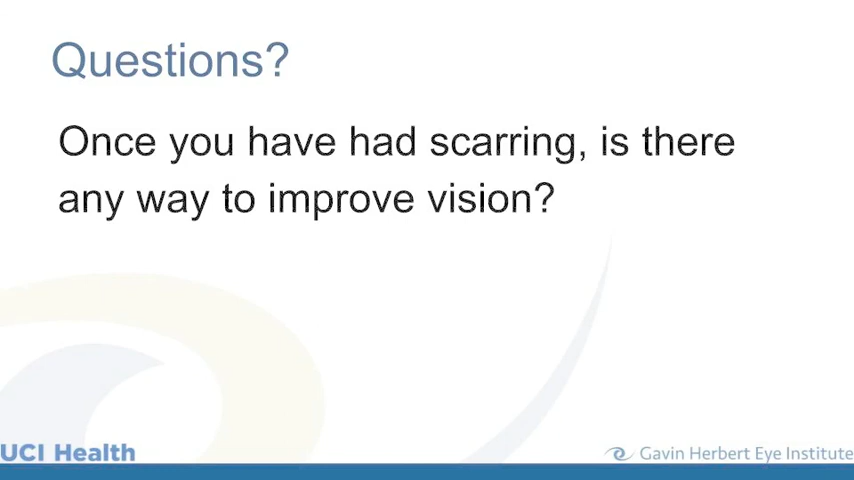 Questions?
Once you have had scarring, is there
any way to improve vision?
UCI Health
Gavin Herbert Eye Institute